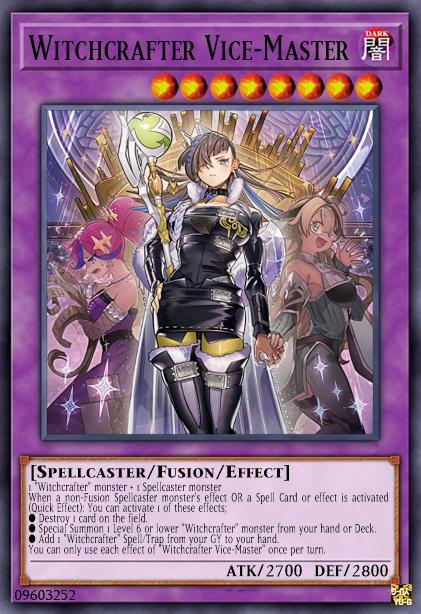 WITCHCRAFTER VICE-MASTER
DARK
闇
[SPELLCASTER/FUSION/EFFECT]
1 "Witchcrafter" monster + 1 Spellcaster monster
When a non-Fusion Spellcaster monster's effect OR a Spell Card or effect is activated
(Quick Effect): You can activate 1 of these effects;
● Destroy 1 card on the field.
● Special Summon 1 Level 6 or lower "Witchcrafter" monster from your hand or Deck.
● Add 1 "Witchcrafter" Spell/Trap from your GY to your hand.
You can only use each effect of "Witchcrafter Vice-Master" once per turn.
ATK/2700 DEF/2800
09603252